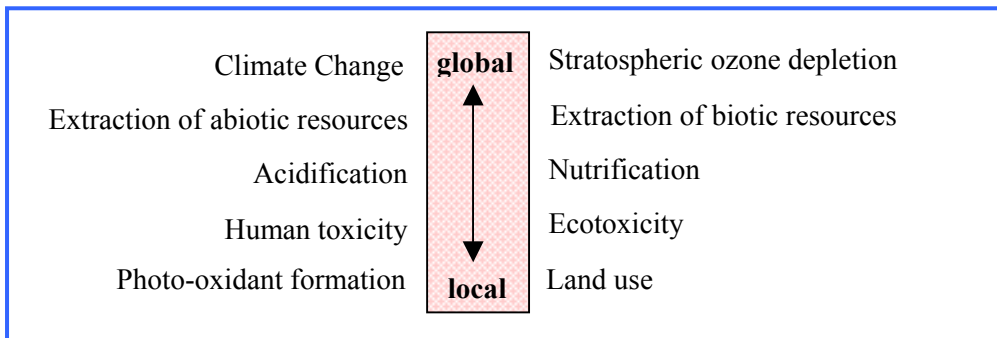 Climate Change global Stratospheric ozone depletion
Extraction of abiotic resources Extraction of biotic resources
Acidification Nutrification
Human toxicity Ecotoxicity
Photo-oxidant formation local Land use